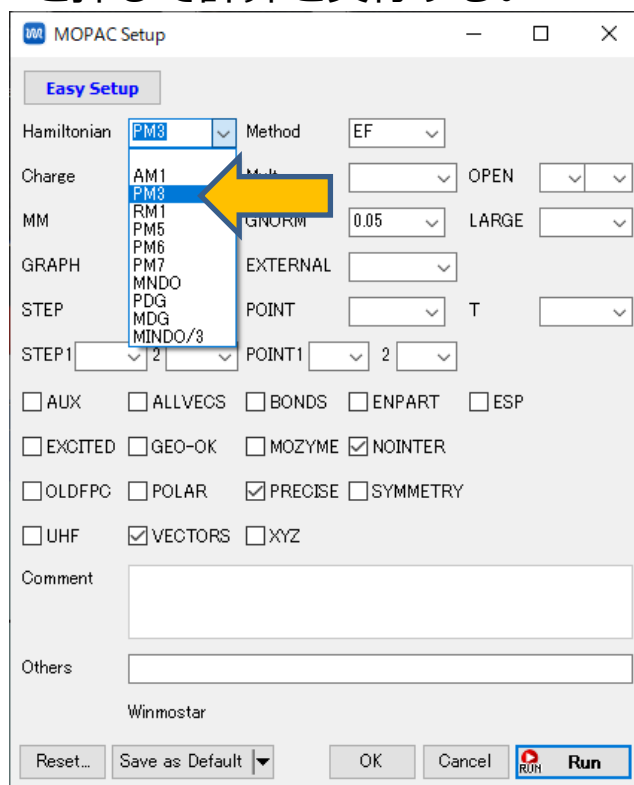 MOPAC Setup
Easy Setup
Hamiltonian PM3 Method EF
Charge AM1 OPEN
PM3
MM RM1 GNORM 0.05 LARGE
PM5
PM6
GRAPH PM7 EXTERNAL
MNDO
STEP PDG POINT T
MDG
MINDO/3
STEP1 2 POINT1 2
AUX ALLVECS BONDS ENPART ESP
EXCITED GEO-OK MOZYME NOINTER
OLDFPC POLAR PRECISE SYMMETRY
UHF VECTORS XYZ
Comment
Others
Winmostar
Reset... Save as Default OK Cancel RUN Run